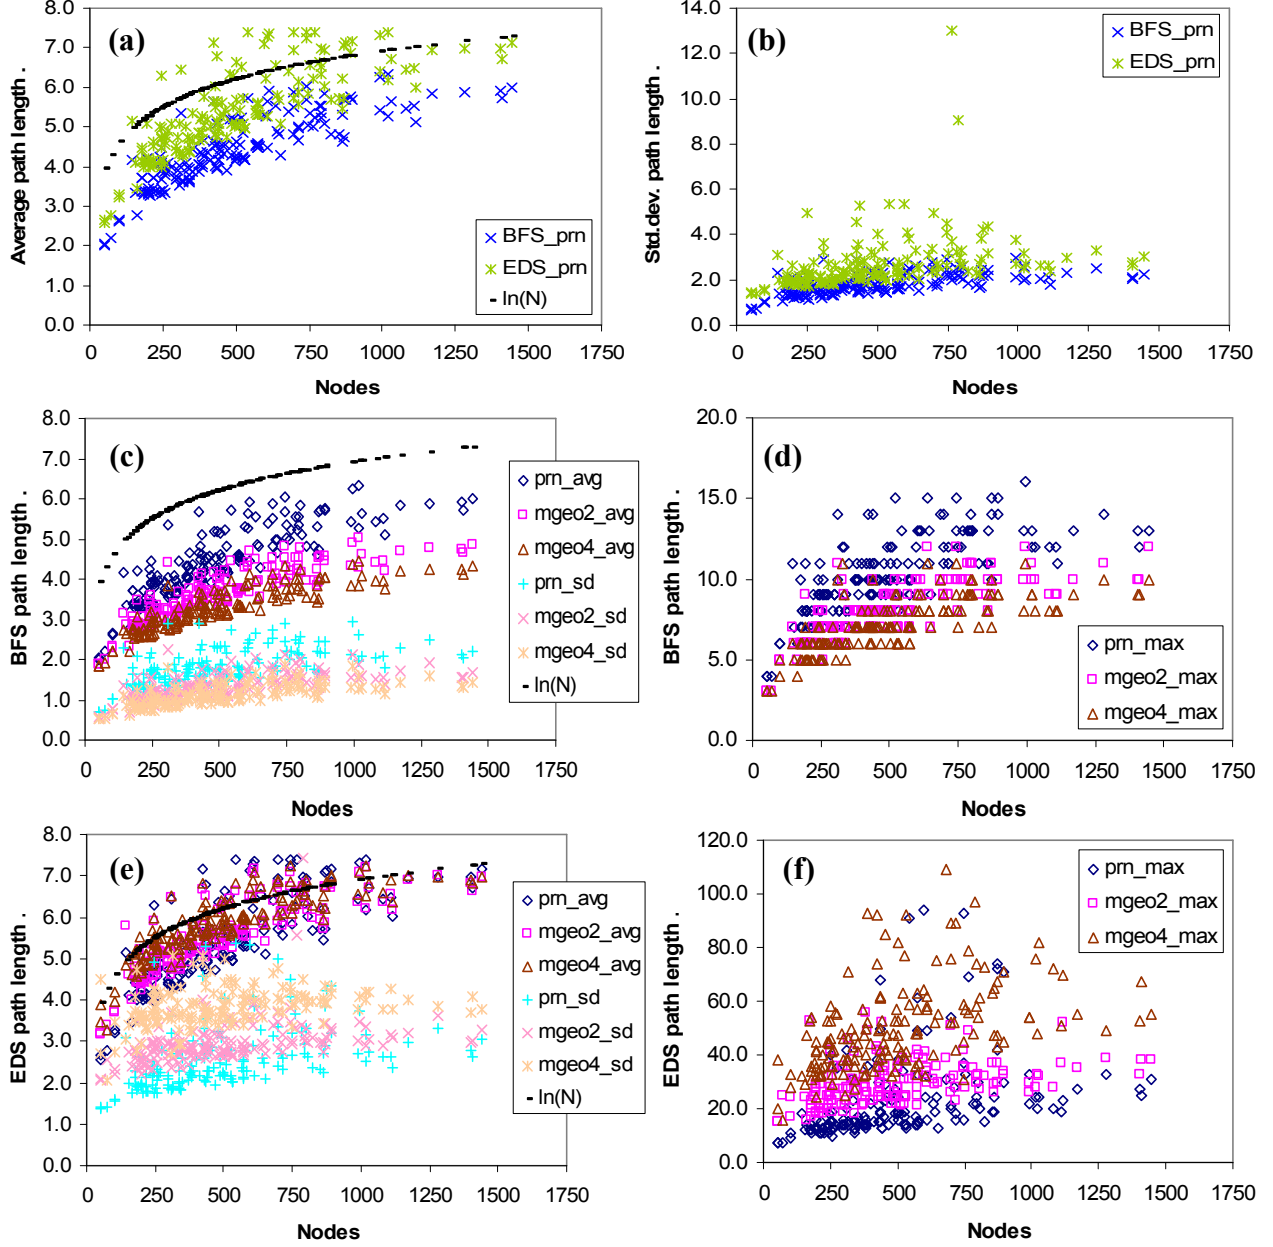 (a)
Average path length .
8.0
7.0
6.0
5.0
4.0
3.0
2.0
1.0
0.0
0 250 500 750 1000 1250 1500 1750
Nodes
BFS_prn
EDS_prn
ln(N)
(b)
Std.dev. path length .
14.0
12.0
10.0
8.0
6.0
4.0
2.0
0.0
0 250 500 750 1000 1250 1500 1750
Nodes
BFS_prn
EDS_prn
(c)
BFS path length .
8.0
7.0
6.0
5.0
4.0
3.0
2.0
1.0
0.0
0 250 500 750 1000 1250 1500 1750
Nodes
prn_avg
mgeo2_avg
mgeo4_avg
prn_sd
mgeo2_sd
mgeo4_sd
ln(N)
(d)
BFS path length .
20.0
15.0
10.0
5.0
0.0
0 250 500 750 1000 1250 1500 1750
Nodes
prn_max
mgeo2_max
mgeo4_max
(e)
EDS path length .
8.0
7.0
6.0
5.0
4.0
3.0
2.0
1.0
0.0
0 250 500 750 1000 1250 1500 1750
Nodes
prn_avg
mgeo2_avg
mgeo4_avg
prn_sd
mgeo2_sd
mgeo4_sd
ln(N)
(f)
EDS path length .
120.0
100.0
80.0
60.0
40.0
20.0
0.0
0 250 500 750 1000 1250 1500 1750
Nodes
prn_max
mgeo2_max
mgeo4_max